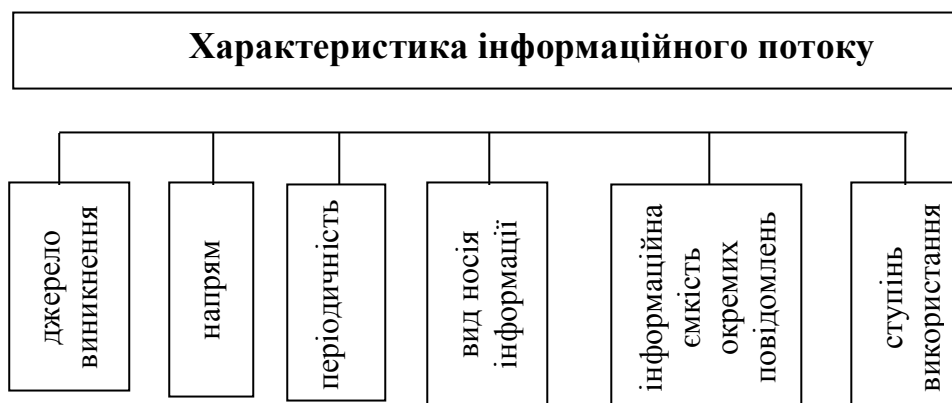 Характеристика інформаційного потоку
джерело
виникнення
напрям
періодичність
вид носія
інформації
інформаційна
ємкість
окремих
повідомлень
ступінь
використання